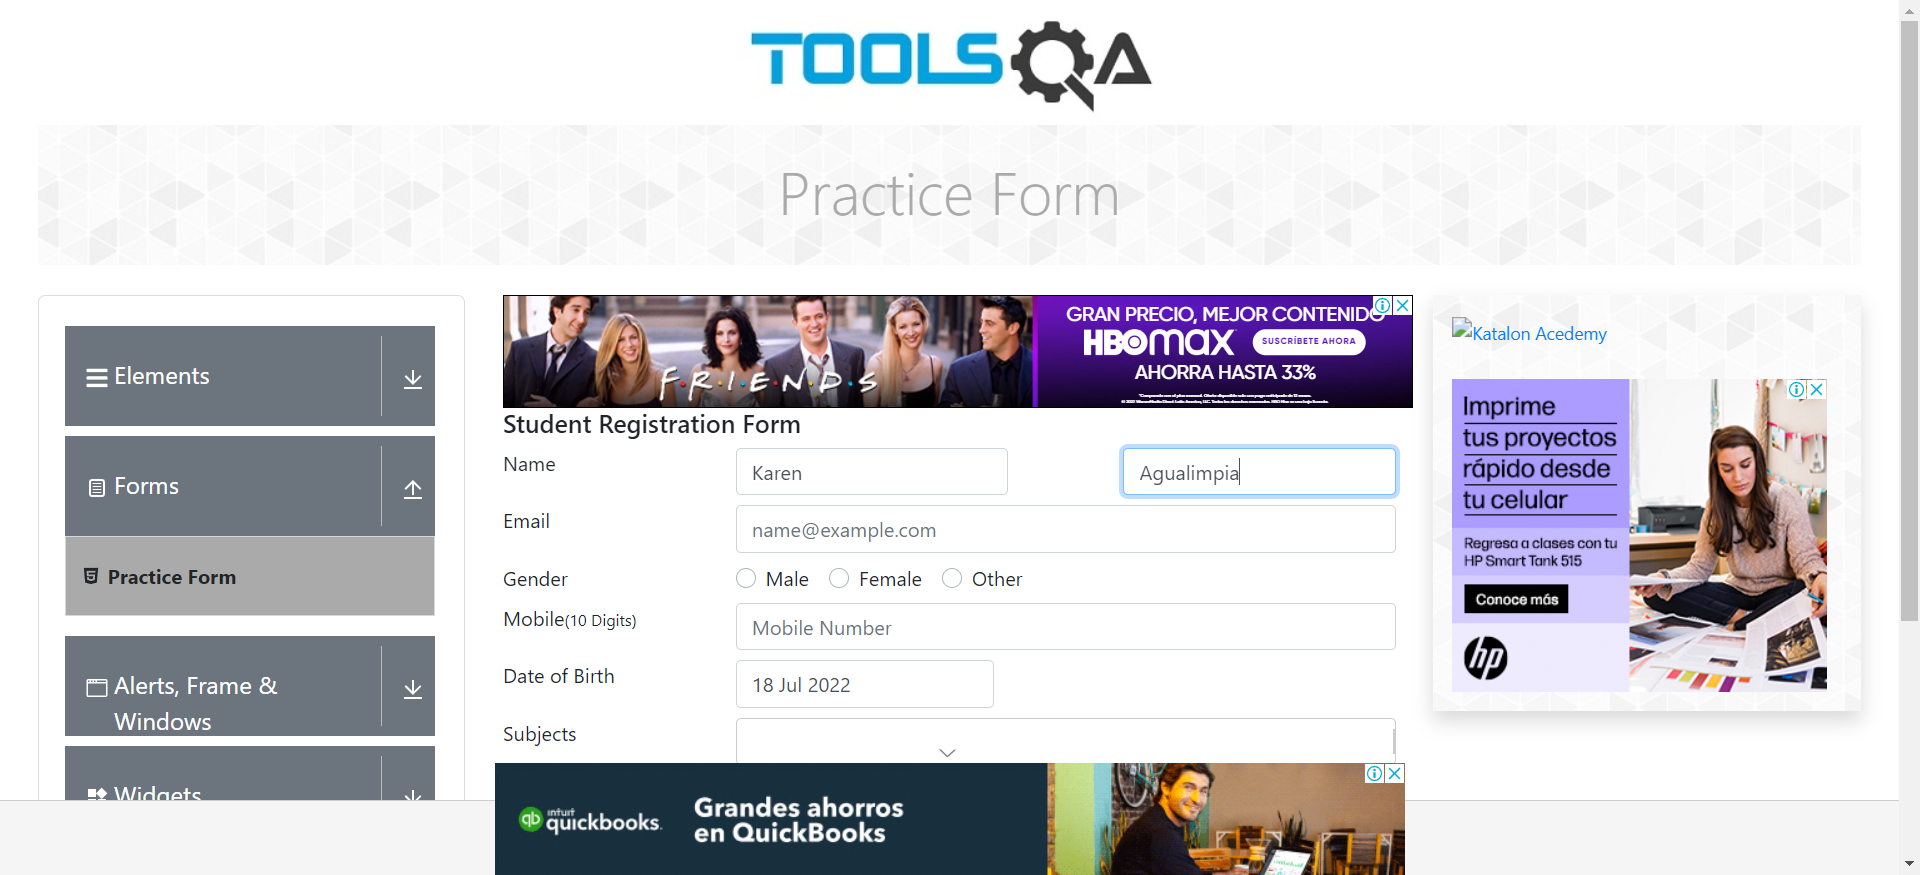 TOOLSQA
Practice Form
Elements
Forms
Practice Form
Alerts, Frame &
Windows
Widgets
F·R·I·E·N·D·S
GRAN PRECIO, MEJOR CONTENIDO
HBOMAX
SUSCRÍBETE AHORA
AHORRA HASTA 33%
Student Registration Form
Name
Karen
Agualimpia
Email
name@example.com
Gender
Male
Female
Other
Mobile(10 Digits)
Mobile Number
Date of Birth
18 Jul 2022
Subjects
intuit
quickbooks.
Grandes ahorros
en QuickBooks
Katalon Acedemy
Imprime
tus proyectos
rápido desde
tu celular
Regresa a clases con tu
HP Smart Tank 515
Conoce más
hp